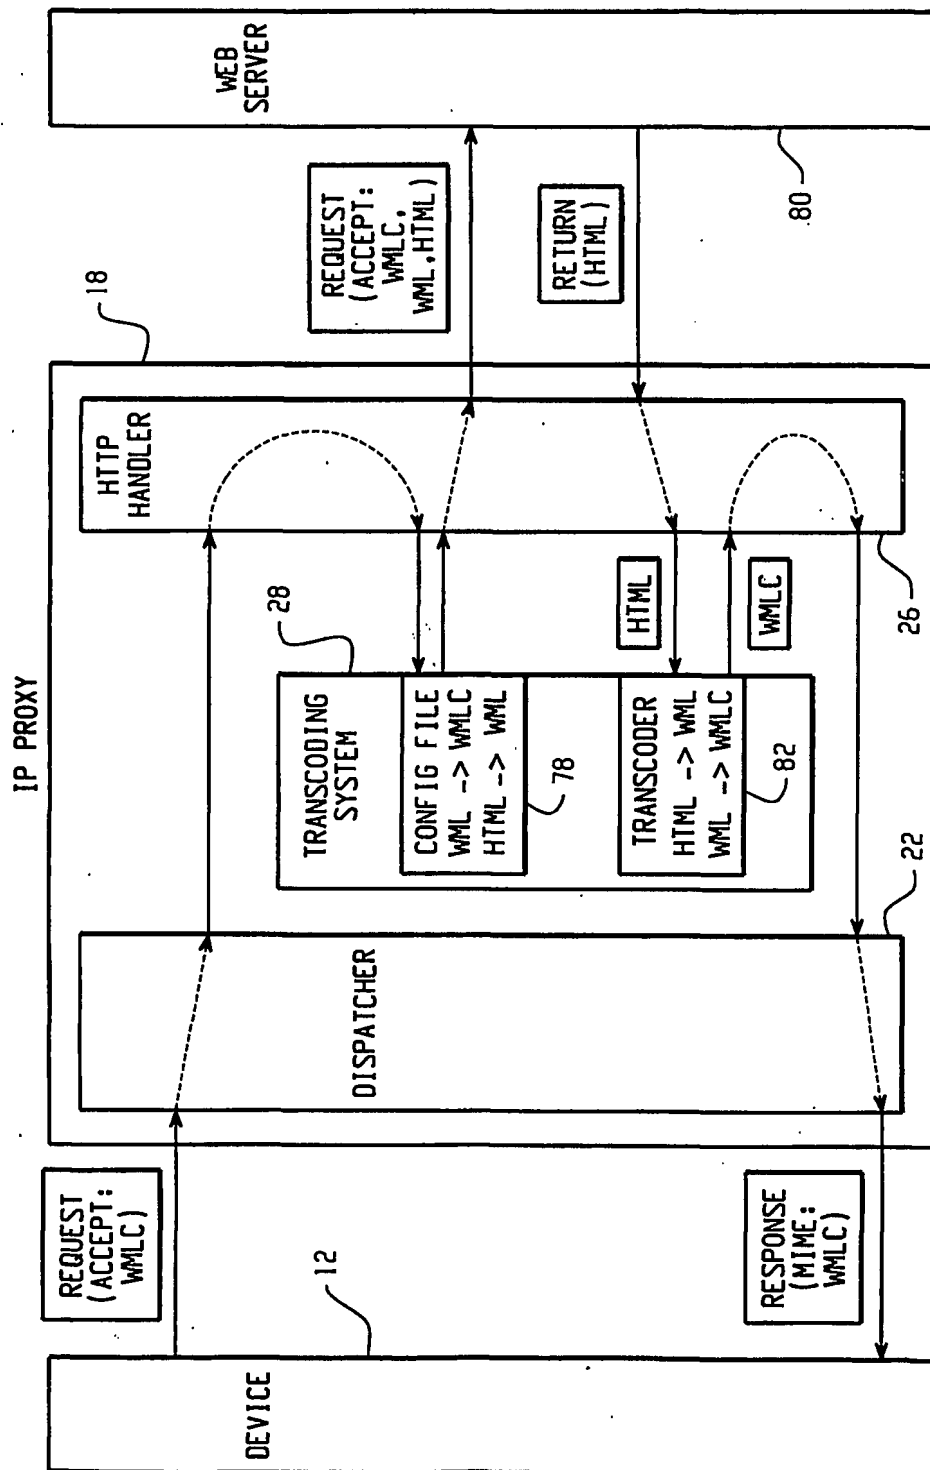 IP PROXY
DEVICE
12
REQUEST
(ACCEPT:
WMLC)
RESPONSE
(MIME:
WMLC)
DISPATCHER
22
TRANSCODING
SYSTEM
28
CONFIG FILE
WML -> WMLC
HTML -> WML
78
TRANSCODER
HTML -> WML
WML -> WMLC
82
HTML
WMLC
HTTP
HANDLER
26
18
REQUEST
(ACCEPT:
WMLC,
WML,HTML)
RETURN
(HTML)
WEB
SERVER
80